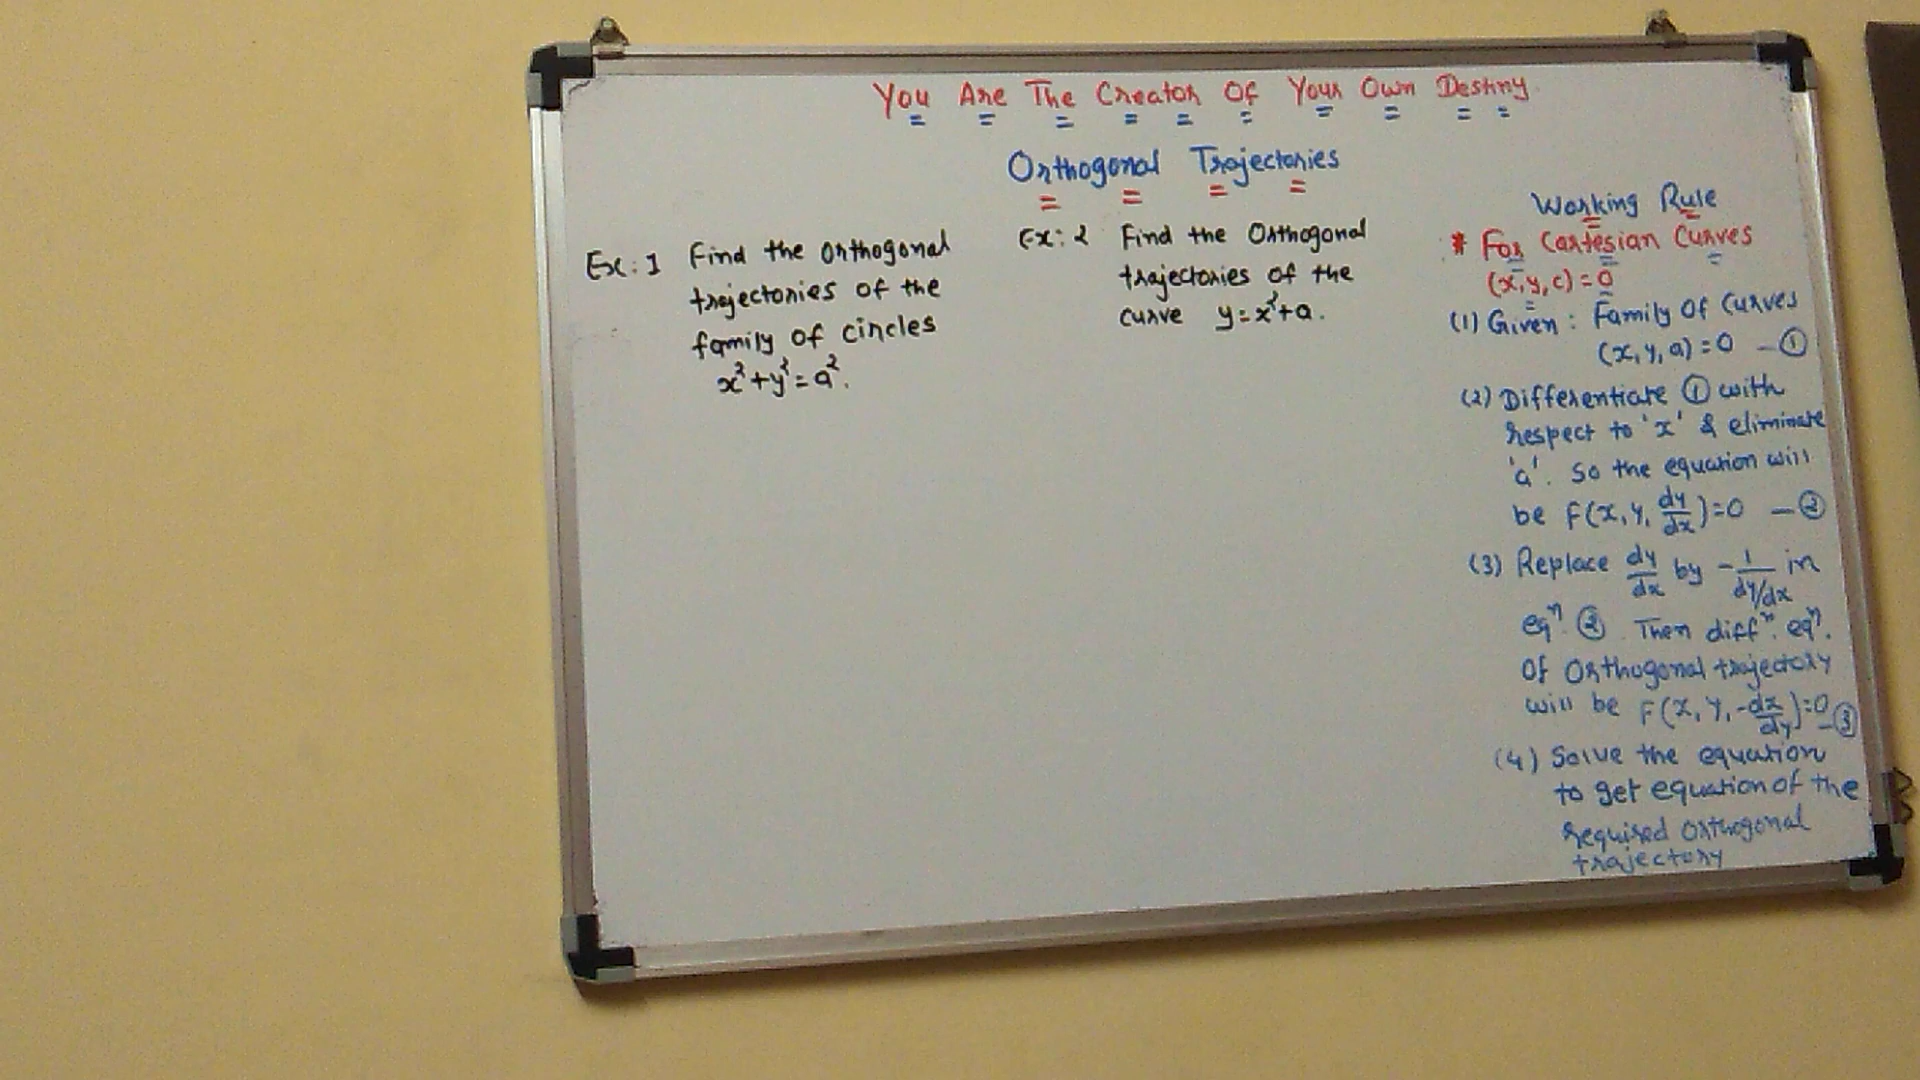 You Are The Creator Of Your Own Destiny.
Orthogonal Trajectories
Ex: 1 Find the orthogonal
trajectories of the
family of circles
x²+y²=a².
Ex: 2 Find the Orthogonal
trajectories of the
curve y=x²+a.
Working Rule
* For Cartesian Curves
(x,y,c)=0
(1) Given: Family Of Curves
(x,y,a)=0 -①
(2) Differentiate ① with
respect to 'x' & eliminate
'a'. So the equation will
be F(x,y,dy/dx)=0 -②
(3) Replace dy/dx by -1/dy/dx in
eqⁿ. ②. Then diffⁿ. eqⁿ.
Of Orthogonal trajectory
will be F(x,y,-dx/dy)=0 -③
(4) Solve the equation
to get equation of the
required orthogonal
trajectory